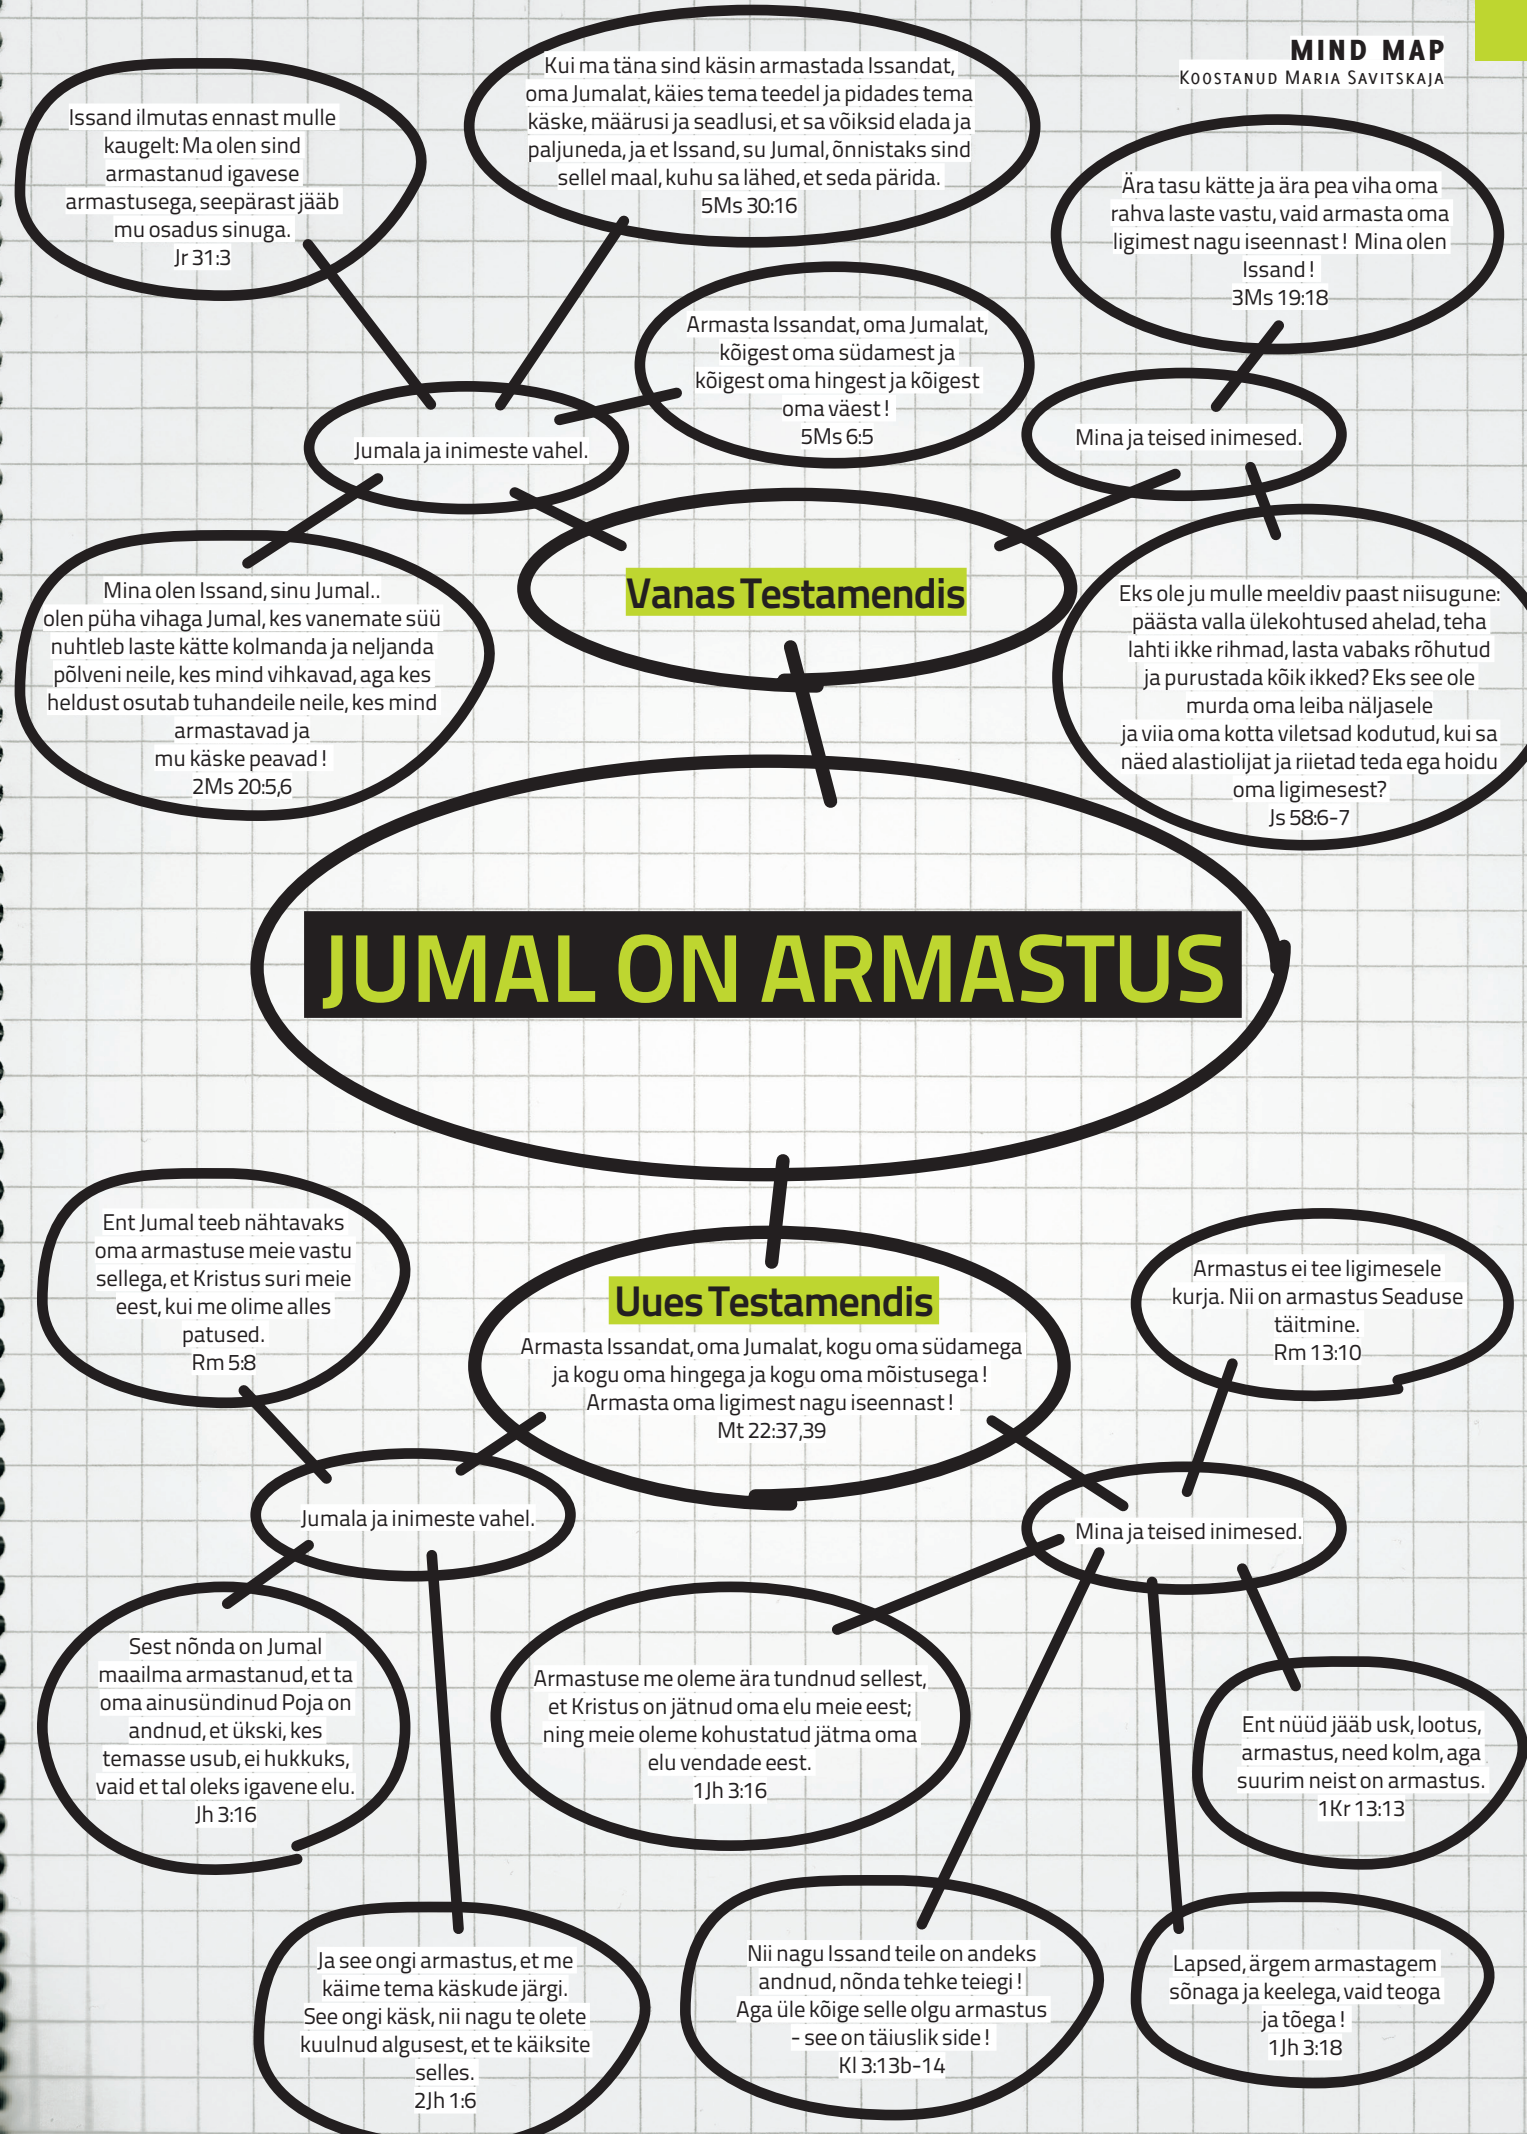 MIND MAP
Koostanud Maria Savitskaja
Issand ilmutas ennast mulle
kaugelt: Ma olen sind
armastanud igavese
armastusega, seepärast jääb
mu osadus sinuga.
Jr 31:3
Kui ma täna sind käsin armastada Issandat,
oma Jumalat, käies tema teedel ja pidades tema
käske, määrusi ja seadlusi, et sa võiksid elada ja
paljuneda, ja et Issand, su Jumal, õnnistaks sind
sellel maal, kuhu sa lähed, et seda pärida.
5Ms 30:16
Ära tasu kätte ja ära pea viha oma
rahva laste vastu, vaid armasta oma
ligimest nagu iseennast! Mina olen
Issand!
3Ms 19:18
Armasta Issandat, oma Jumalat,
kõigest oma südamest ja
kõigest oma hingest ja kõigest
oma väest!
5Ms 6:5
Jumala ja inimeste vahel.
Mina ja teised inimesed.
Vanas Testamendis
Mina olen Issand, sinu Jumal..
olen püha vihaga Jumal, kes vanemate süü
nuhtleb laste kätte kolmanda ja neljanda
põlveni neile, kes mind vihkavad, aga kes
heldust osutab tuhandeile neile, kes mind
armastavad ja
mu käske peavad!
2Ms 20:5,6
Eks ole ju mulle meeldiv paast niisugune:
päästa valla ülekohtused ahelad, teha
lahti ikke rihmad, lasta vabaks rõhutud
ja purustada kõik ikked? Eks see ole
murda oma leiba näljasele
ja viia oma kotta viletsad kodutud, kui sa
näed alastiolijat ja riietad teda ega hoidu
oma ligimesest?
Js 58:6-7
JUMAL ON ARMASTUS
Ent Jumal teeb nähtavaks
oma armastuse meie vastu
sellega, et Kristus suri meie
eest, kui me olime alles
patused.
Rm 5:8
Uues Testamendis
Armasta Issandat, oma Jumalat, kogu oma südamega
ja kogu oma hingega ja kogu oma mõistusega!
Armasta oma ligimest nagu iseennast!
Mt 22:37,39
Armastus ei tee ligimesele
kurja. Nii on armastus Seaduse
täitmine.
Rm 13:10
Jumala ja inimeste vahel.
Mina ja teised inimesed.
Sest nõnda on Jumal
maailma armastanud, et ta
oma ainusündinud Poja on
andnud, et ükski, kes
temasse usub, ei hukkuks,
vaid et tal oleks igavene elu.
Jh 3:16
Armastuse me oleme ära tundnud sellest,
et Kristus on jätnud oma elu meie eest;
ning meie oleme kohustatud jätma oma
elu vendade eest.
1Jh 3:16
Ent nüüd jääb usk, lootus,
armastus, need kolm, aga
suurim neist on armastus.
1Kr 13:13
Ja see ongi armastus, et me
käime tema käskude järgi.
See ongi käsk, nii nagu te olete
kuulnud algusest, et te käiksite
selles.
2Jh 1:6
Nii nagu Issand teile on andeks
andnud, nõnda tehke teiegi!
Aga üle kõige selle olgu armastus
- see on täiuslik side!
Kl 3:13b-14
Lapsed, ärgem armastagem
sõnaga ja keelega, vaid teoga
ja tõega!
1Jh 3:18